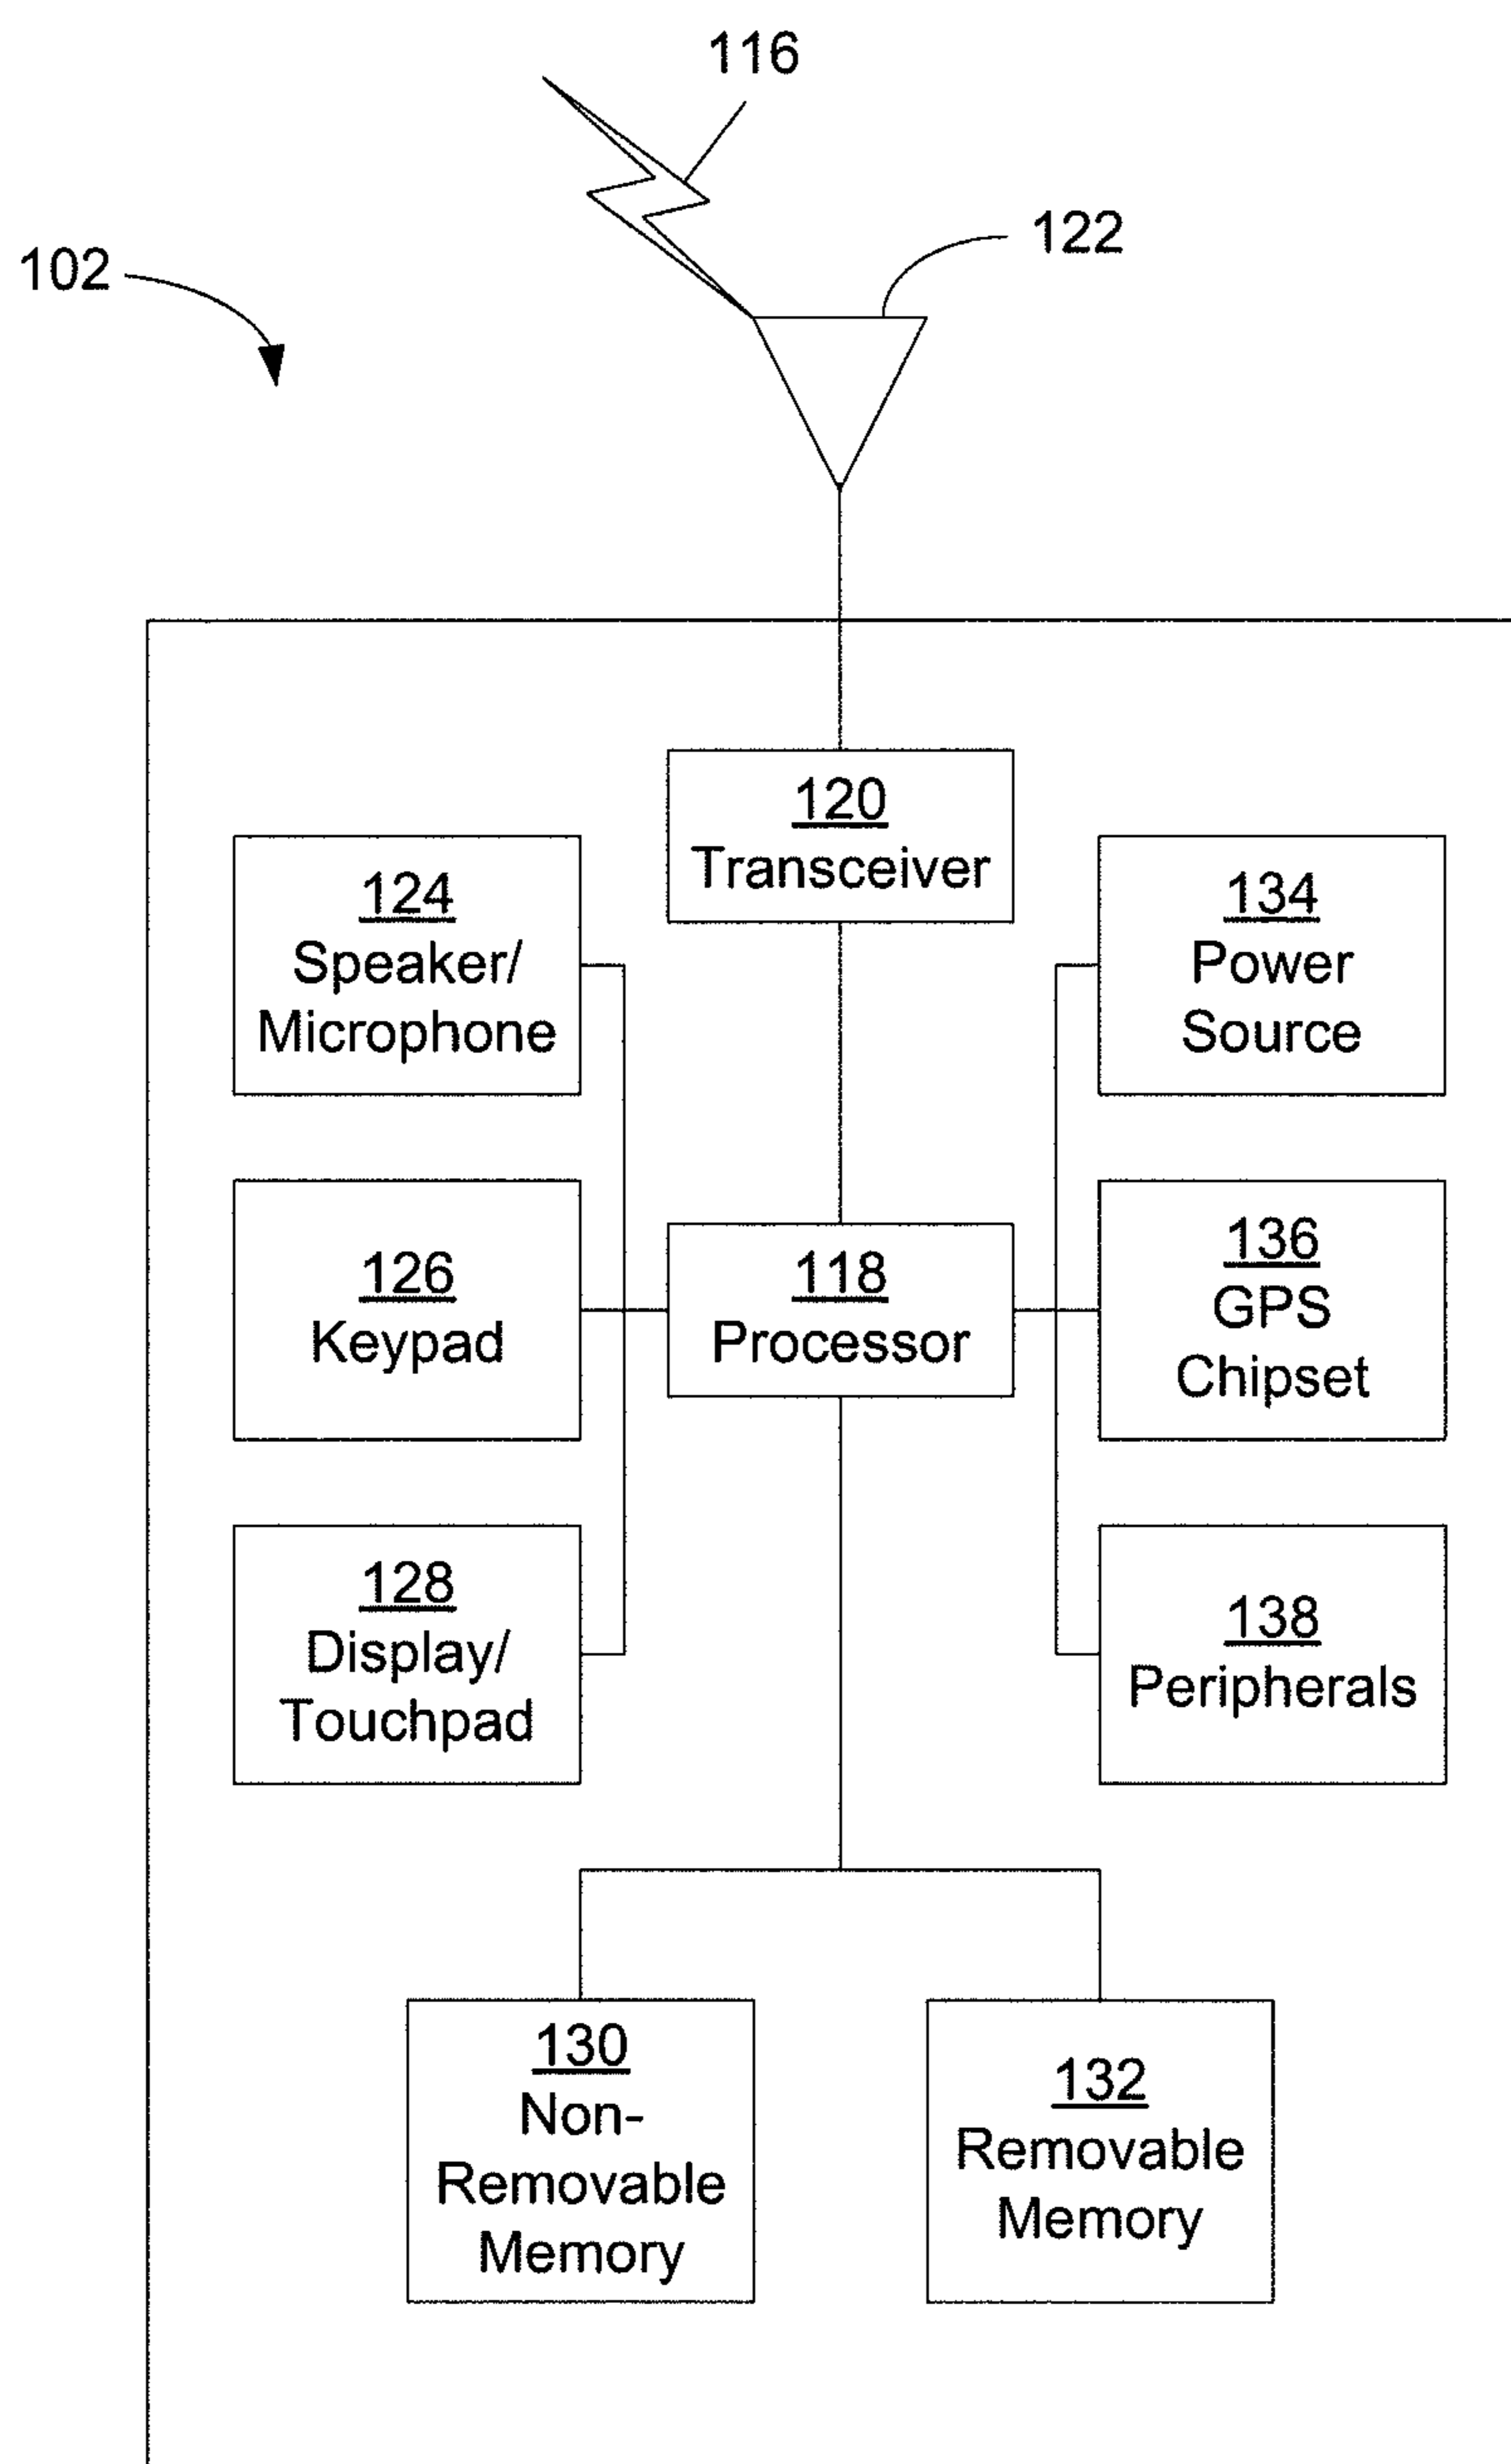 116
122
102
120
Transceiver
124
Speaker/
Microphone
134
Power
Source
126
Keypad
118
Processor
136
GPS
Chipset
128
Display/
Touchpad
138
Peripherals
130
Non-
Removable
Memory
132
Removable
Memory